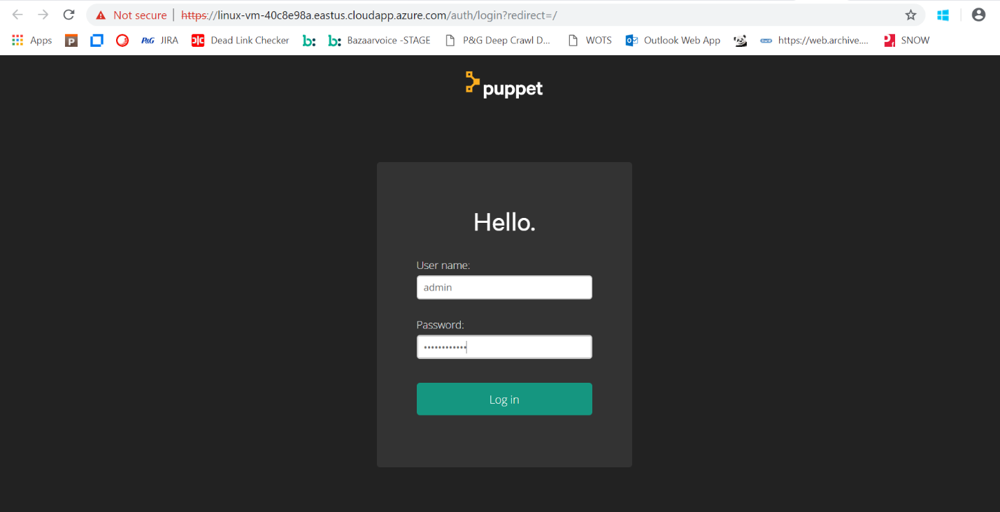 Not secure | https://linux-vm-40c8e98a.eastus.cloudapp.azure.com/auth/login?redirect=/
Apps P P&G JIRA Dead Link Checker b: b: Bazaarvoice -STAGE P&G Deep Crawl D... WOTS Outlook Web App https://web.archive.... SNOW
puppet
Hello.
User name:
admin
Password:
••••••••••••
Log in